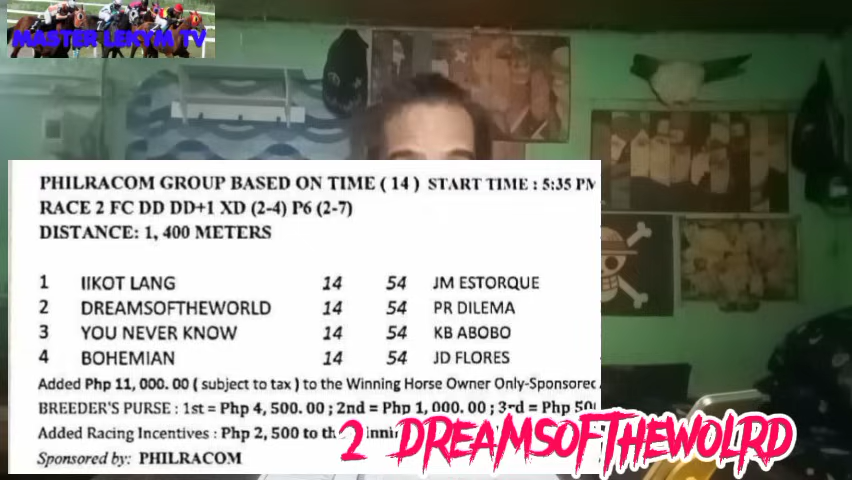 MASTER LEKYM TV
PHILRACOM GROUP BASED ON TIME ( 14 ) START TIME : 5:35 PM
RACE 2 FC DD DD+1 XD (2-4) P6 (2-7)
DISTANCE: 1, 400 METERS
1 IIKOT LANG 14 54 JM ESTORQUE
2 DREAMSOFTHEWORLD 14 54 PR DILEMA
3 YOU NEVER KNOW 14 54 KB ABOBO
4 BOHEMIAN 14 54 JD FLORES
Added Php 11, 000. 00 ( subject to tax ) to the Winning Horse Owner Only-Sponsored
BREEDER'S PURSE : 1st = Php 4, 500. 00 ; 2nd = Php 1, 000. 00 ; 3rd = Php 50
Added Racing Incentives : Php 2, 500 to
Sponsored by: PHILRACOM
2 DREAMSOFTHEWOLRD